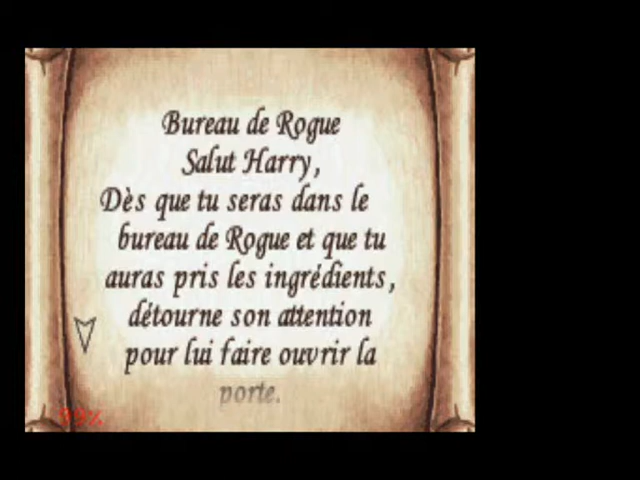 Bureau de Rogue
Salut Harry,
Dès que tu seras dans le
bureau de Rogue et que tu
auras pris les ingrédients,
détourne son attention
pour lui faire ouvrir la
porte.
99%